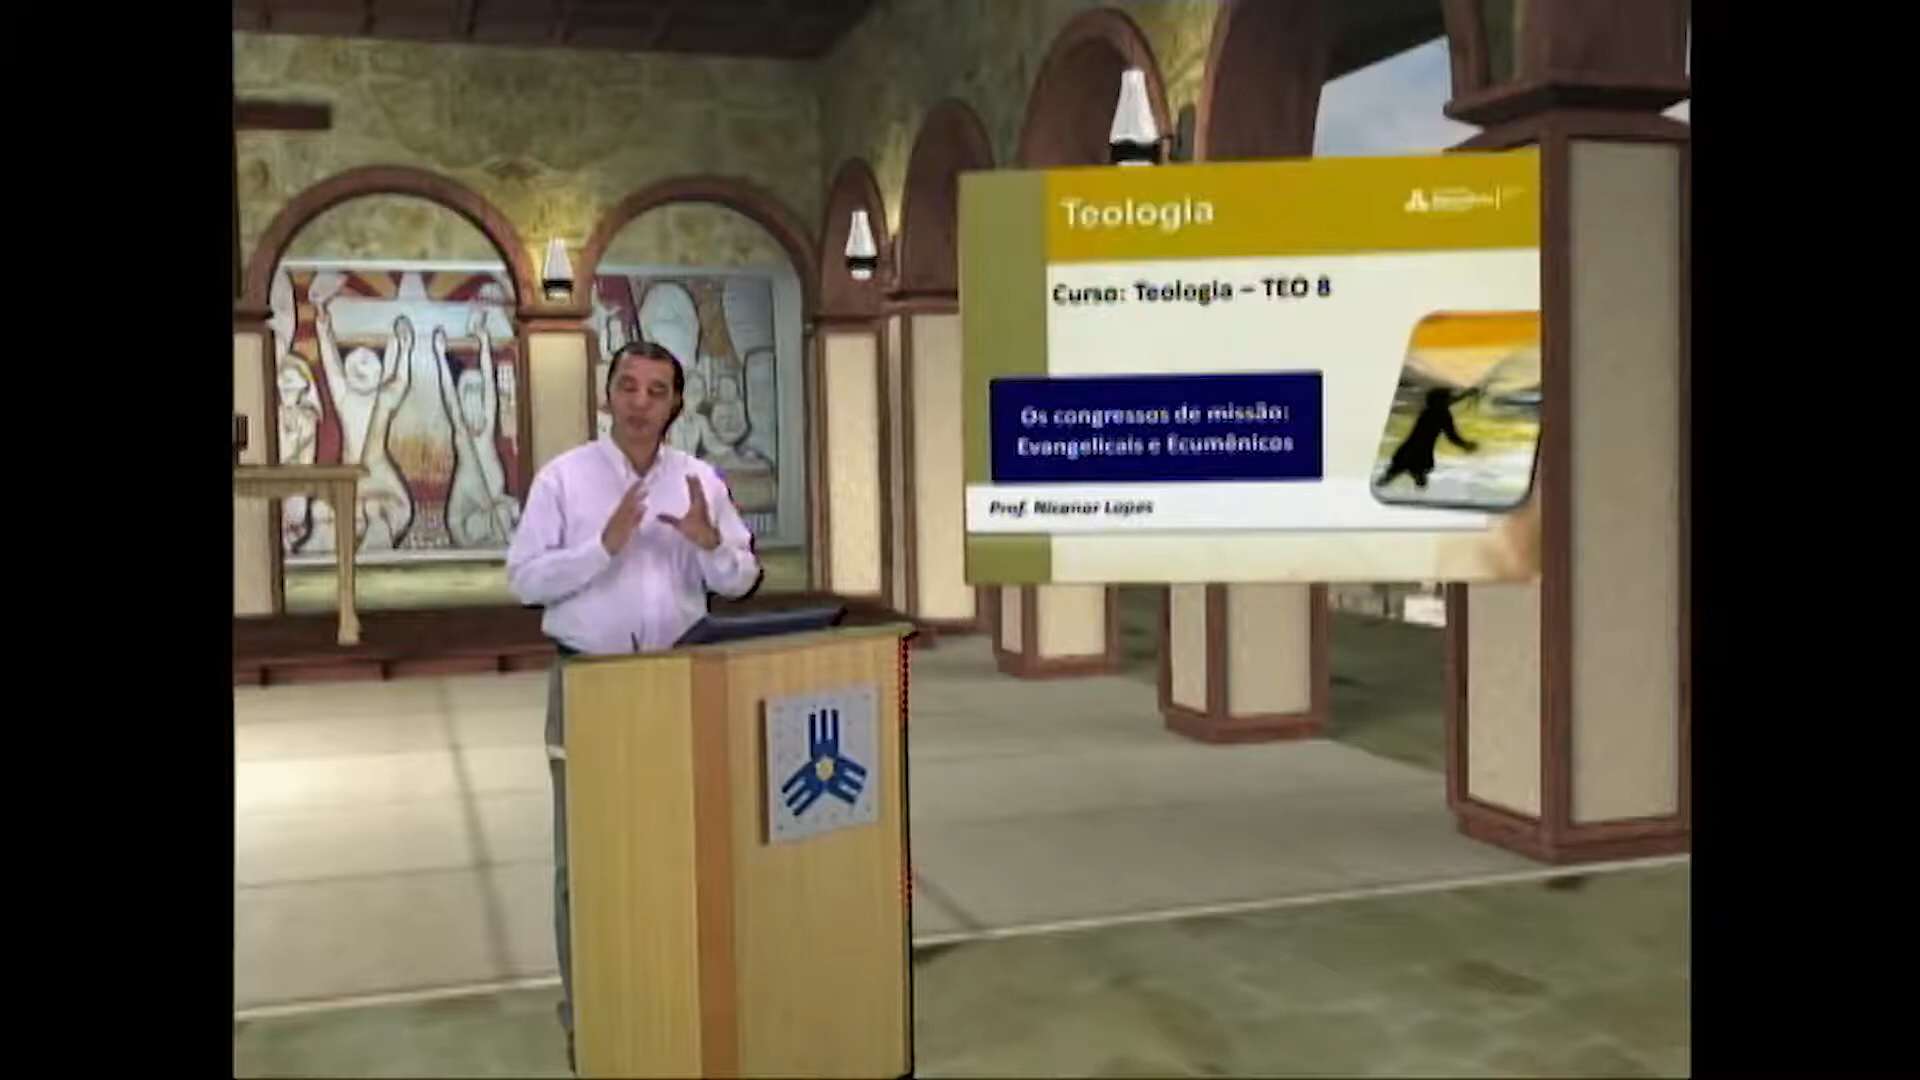 Teologia
Curso: Teologia – TEO 8
Os congressos de missão:
Evangelicais e Ecumênicos
Prof. Nicanor Lopes